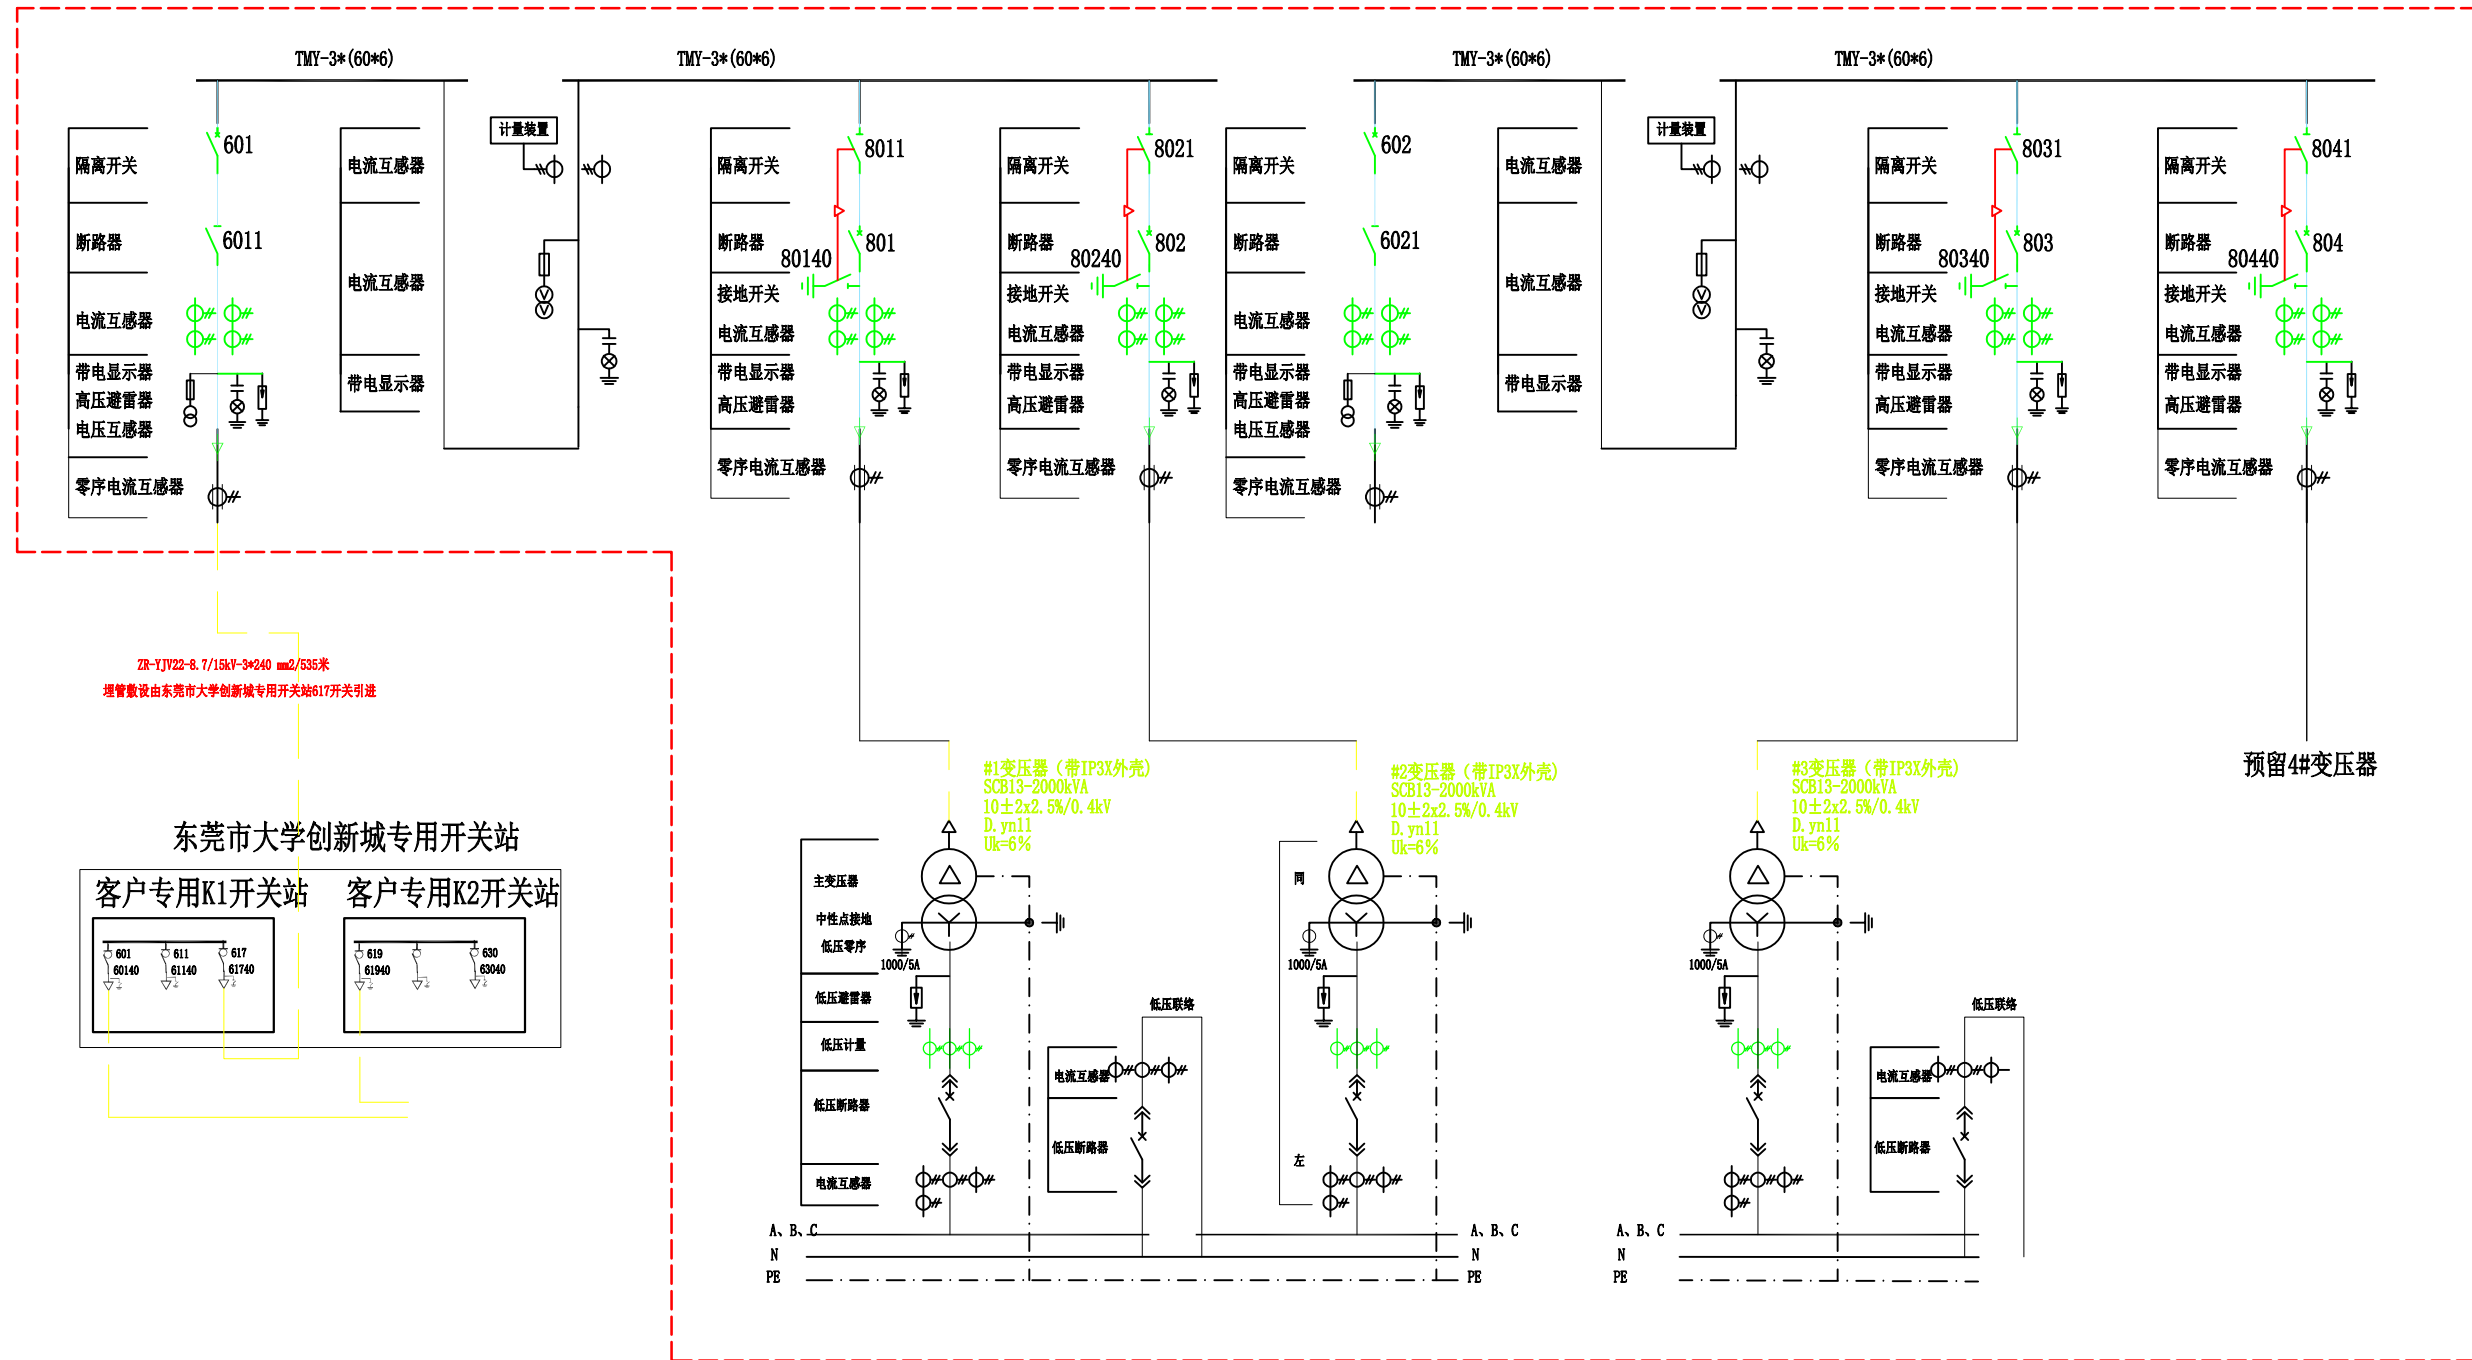 TMY-3*(60*6)
TMY-3*(60*6)
TMY-3*(60*6)
TMY-3*(60*6)
隔离开关
601
断路器
6011
电流互感器
带电显示器
高压避雷器
电压互感器
零序电流互感器
电流互感器
电流互感器
带电显示器
计量装置
V
V
隔离开关
8011
断路器
801
80140
接地开关
电流互感器
带电显示器
高压避雷器
零序电流互感器
隔离开关
8021
断路器
802
80240
接地开关
电流互感器
带电显示器
高压避雷器
零序电流互感器
隔离开关
602
断路器
6021
电流互感器
带电显示器
高压避雷器
电压互感器
零序电流互感器
电流互感器
电流互感器
带电显示器
计量装置
V
V
隔离开关
8031
断路器
803
80340
接地开关
电流互感器
带电显示器
高压避雷器
零序电流互感器
隔离开关
8041
断路器
804
80440
接地开关
电流互感器
带电显示器
高压避雷器
零序电流互感器
ZR-YJV22-8.7/15kV-3*240 mm2/535米
埋管敷设由东莞市大学创新城专用开关站617开关引进
东莞市大学创新城专用开关站
客户专用K1开关站
601
60140
611
61140
617
61740
客户专用K2开关站
619
61940
630
63040
#1变压器（带IP3X外壳）
SCB13-2000kVA
10±2x2.5%/0.4kV
D.yn11
Uk=6%
#2变压器（带IP3X外壳）
SCB13-2000kVA
10±2x2.5%/0.4kV
D.yn11
Uk=6%
#3变压器（带IP3X外壳）
SCB13-2000kVA
10±2x2.5%/0.4kV
D.yn11
Uk=6%
预留4#变压器
主变压器
中性点接地
低压零序
1000/5A
低压避雷器
低压计量
低压断路器
电流互感器
低压联络
电流互感器
低压断路器
同
左
1000/5A
1000/5A
低压联络
电流互感器
低压断路器
A、B、C
N
PE
A、B、C
N
PE
A、B、C
N
PE